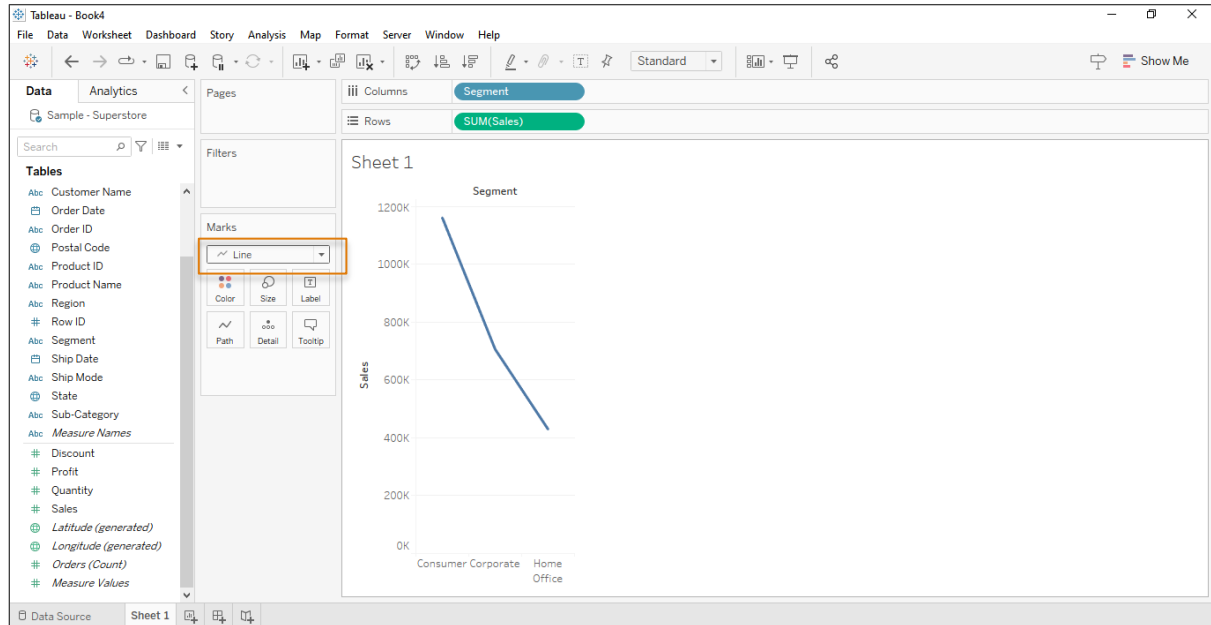 Tableau - Book4
File Data Worksheet Dashboard Story Analysis Map Format Server Window Help
Standard
Show Me
Data Analytics
Sample - Superstore
Search
Tables
Abc Customer Name
Order Date
Abc Order ID
Postal Code
Abc Product ID
Abc Product Name
Abc Region
# Row ID
Abc Segment
Ship Date
Abc Ship Mode
State
Abc Sub-Category
Abc Measure Names
# Discount
# Profit
# Quantity
# Sales
Latitude (generated)
Longitude (generated)
# Orders (Count)
# Measure Values
Pages
Filters
Marks
Line
Color Size Label
Path Detail Tooltip
Columns Segment
Rows SUM(Sales)
Sheet 1
Segment
1200K
1000K
800K
600K
400K
200K
0K
Sales
Consumer Corporate Home
Office
Data Source Sheet 1